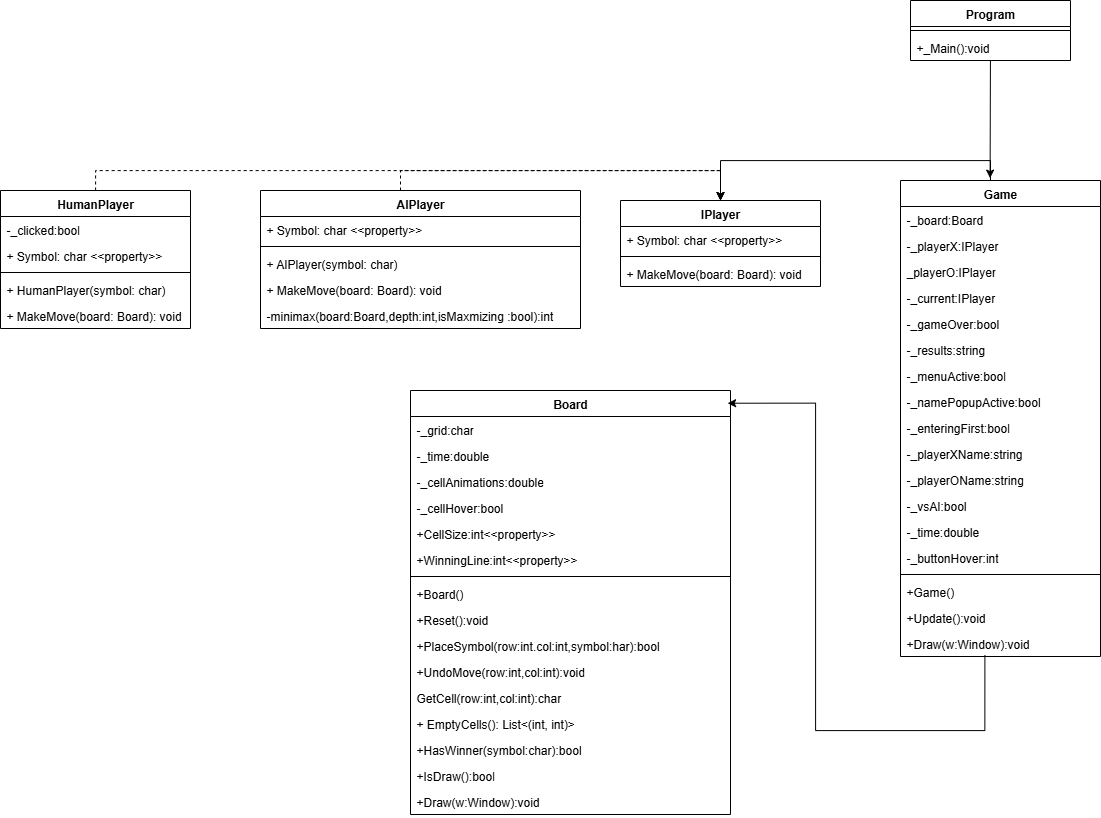 Program
+_Main():void
HumanPlayer
-_clicked:bool
+ Symbol: char <<property>>
+ HumanPlayer(symbol: char)
+ MakeMove(board: Board): void
AIPlayer
+ Symbol: char <<property>>
+ AIPlayer(symbol: char)
+ MakeMove(board: Board): void
-minimax(board:Board,depth:int,isMaxmizing :bool):int
IPlayer
+ Symbol: char <<property>>
+ MakeMove(board: Board): void
Game
-_board:Board
-_playerX:IPlayer
_playerO:IPlayer
-_current:IPlayer
-_gameOver:bool
-_results:string
-_menuActive:bool
-_namePopupActive:bool
-_enteringFirst:bool
-_playerXName:string
-_playerOName:string
-_vsAI:bool
-_time:double
-_buttonHover:int
+Game()
+Update():void
+Draw(w:Window):void
Board
-_grid:char
-_time:double
-_cellAnimations:double
-_cellHover:bool
+CellSize:int<<property>>
+WinningLine:int<<property>>
+Board()
+Reset():void
+PlaceSymbol(row:int.col:int,symbol:har):bool
+UndoMove(row:int,col:int):void
GetCell(row:int,col:int):char
+ EmptyCells(): List<(int, int)>
+HasWinner(symbol:char):bool
+IsDraw():bool
+Draw(w:Window):void